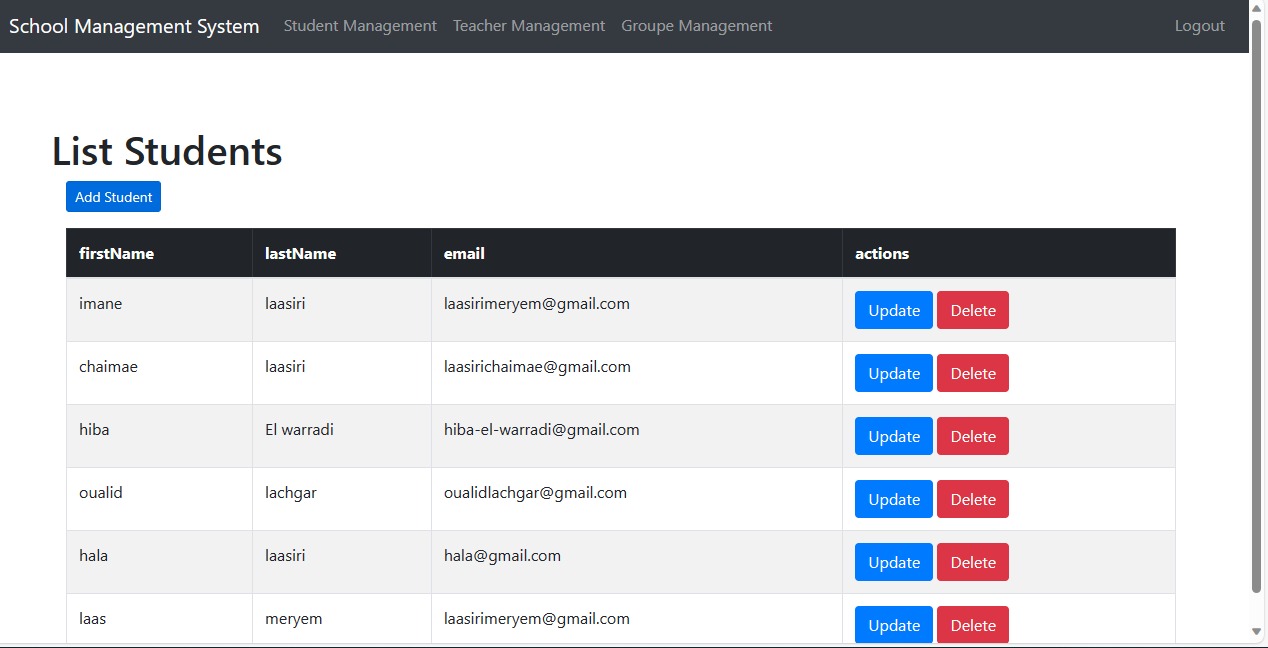 School Management System Student Management Teacher Management Groupe Management Logout
List Students
Add Student
firstName lastName email actions
imane laasiri laasirimeryem@gmail.com Update Delete
chaimae laasiri laasirichaimae@gmail.com Update Delete
hiba El warradi hiba-el-warradi@gmail.com Update Delete
oualid lachgar oualidlachgar@gmail.com Update Delete
hala laasiri hala@gmail.com Update Delete
laas meryem laasirimeryem@gmail.com Update Delete